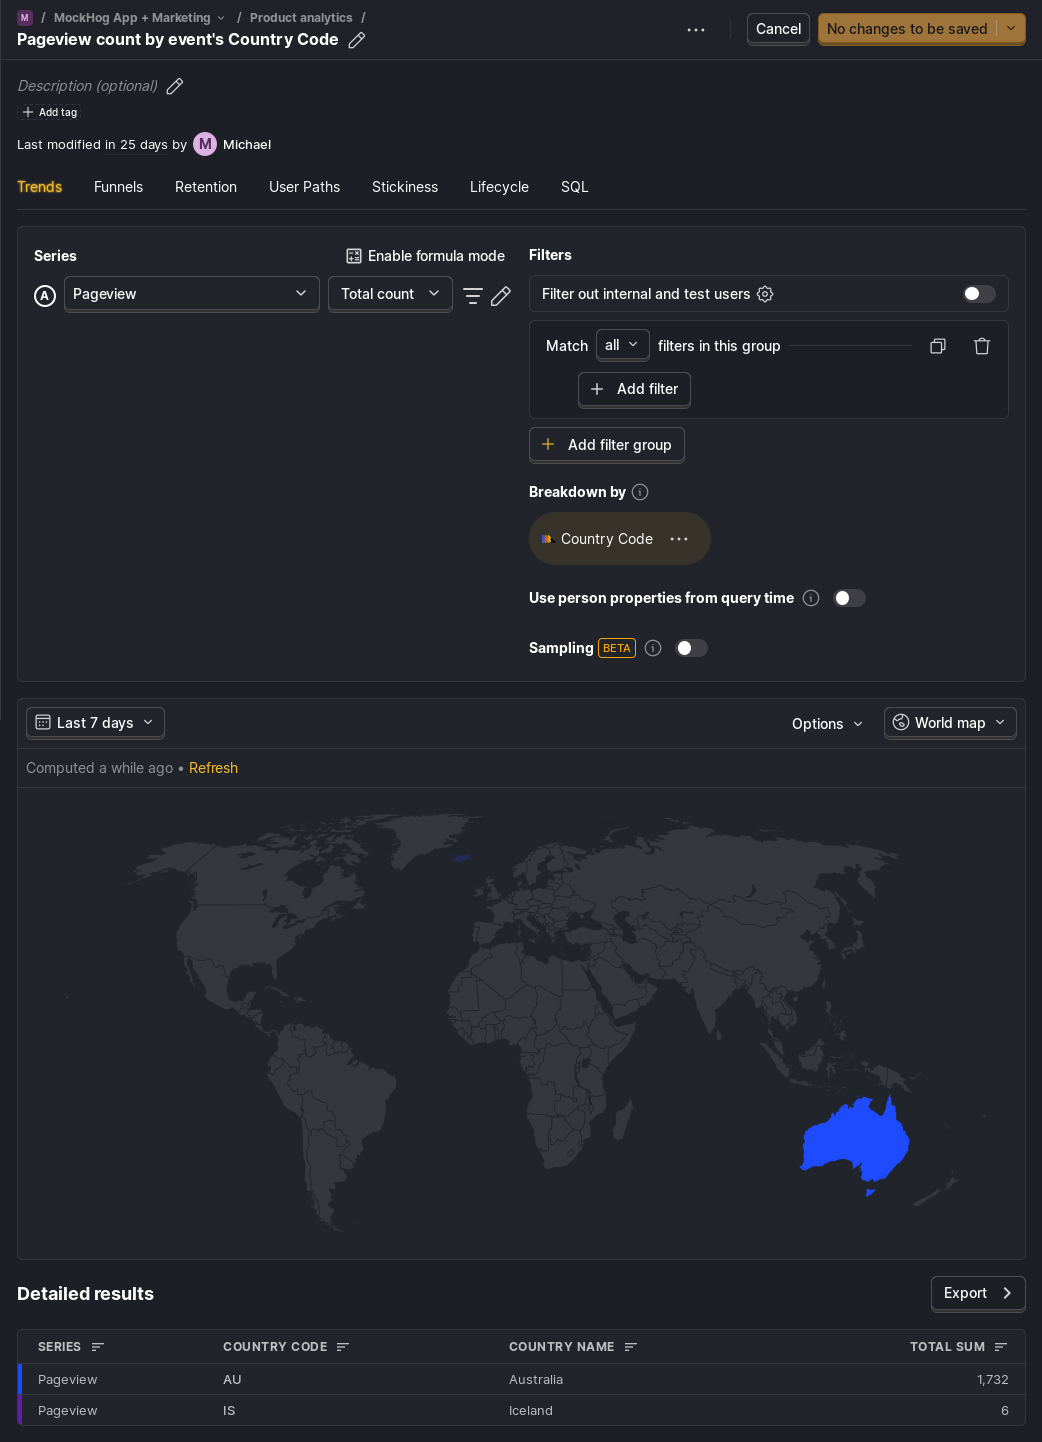 M / MockHog App + Marketing / Product analytics /
Pageview count by event's Country Code
Cancel
No changes to be saved
Description (optional)
Add tag
Last modified in 25 days by M Michael
Trends Funnels Retention User Paths Stickiness Lifecycle SQL
Series
Enable formula mode
A Pageview Total count
Filters
Filter out internal and test users
Match all filters in this group
Add filter
Add filter group
Breakdown by
Country Code
Use person properties from query time
Sampling BETA
Last 7 days Options World map
Computed a while ago • Refresh
Detailed results
Export
SERIES COUNTRY CODE COUNTRY NAME TOTAL SUM
Pageview AU Australia 1,732
Pageview IS Iceland 6